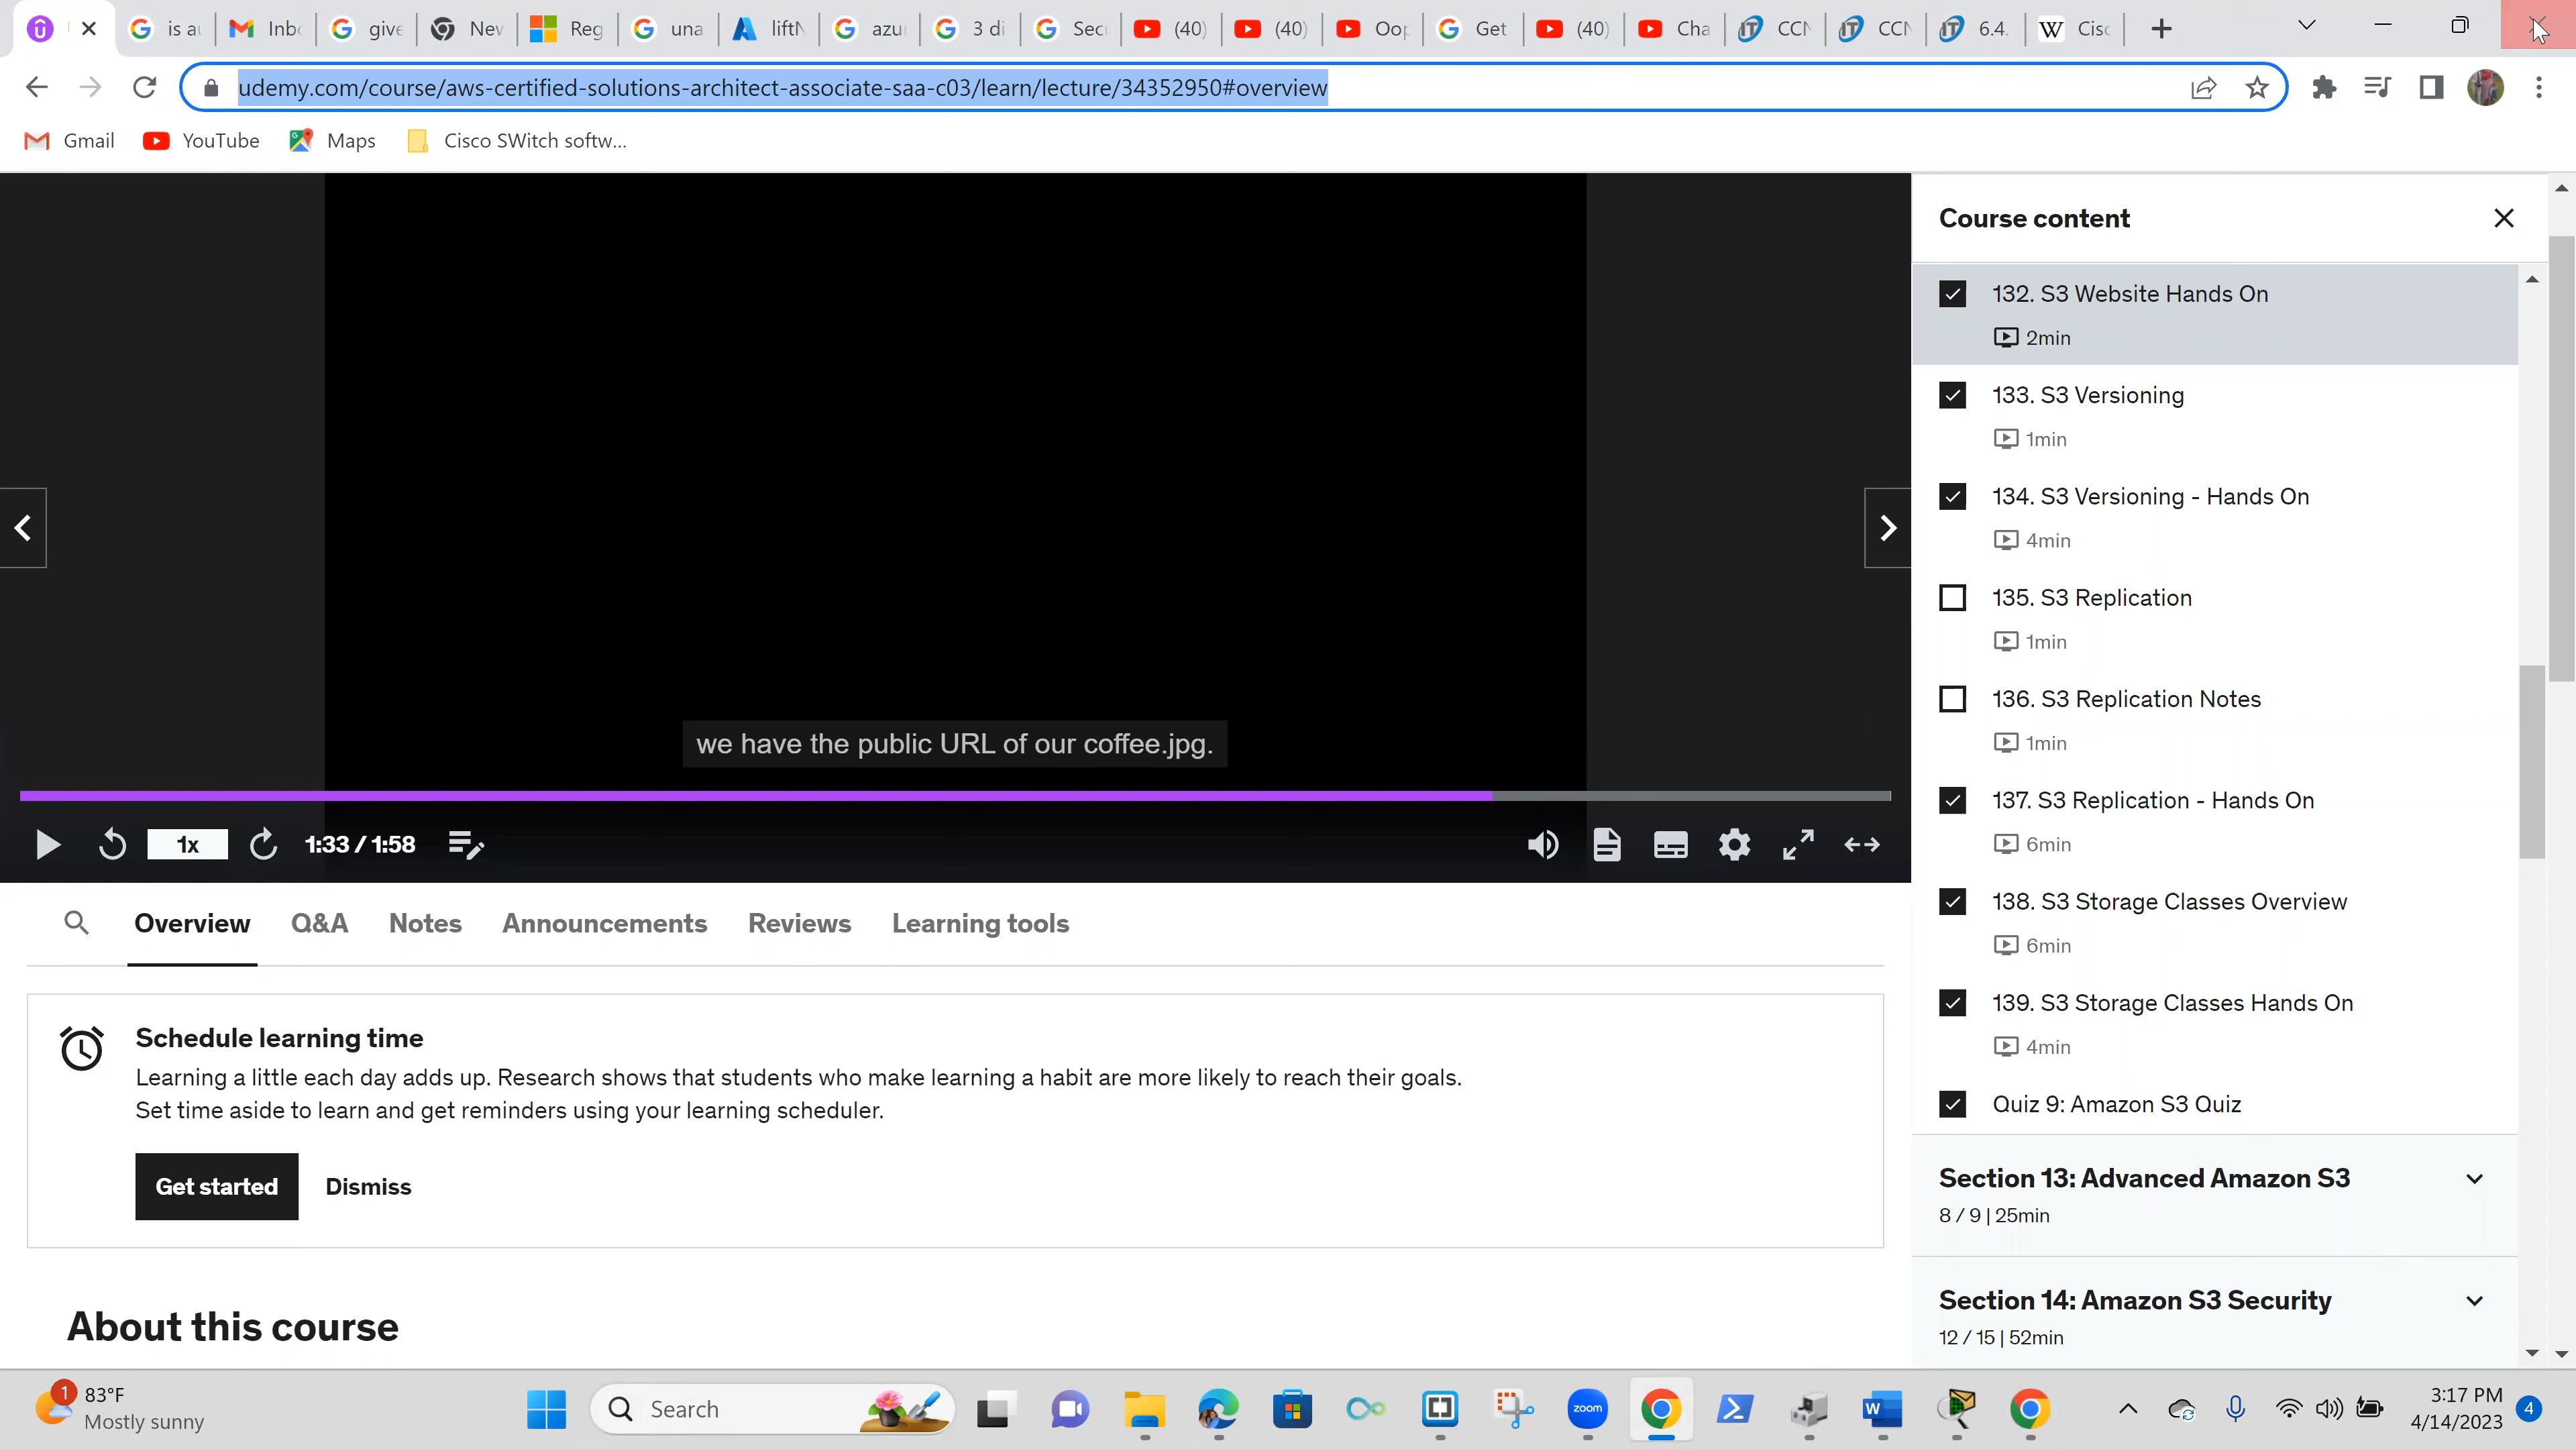 is au
Inbo
give
New
Reg
una
liftN
azu
3 di
Sec
(40)
(40)
Oop
Get
(40)
Cha
CCN
CCN
6.4.
Cisc
udemy.com/course/aws-certified-solutions-architect-associate-saa-c03/learn/lecture/34352950#overview
Gmail
YouTube
Maps
Cisco SWitch softw...
Course content
132. S3 Website Hands On
2min
133. S3 Versioning
1min
134. S3 Versioning - Hands On
4min
135. S3 Replication
1min
136. S3 Replication Notes
1min
137. S3 Replication - Hands On
6min
138. S3 Storage Classes Overview
6min
139. S3 Storage Classes Hands On
4min
Quiz 9: Amazon S3 Quiz
Section 13: Advanced Amazon S3
8 / 9 | 25min
Section 14: Amazon S3 Security
12 / 15 | 52min
we have the public URL of our coffee.jpg.
1x
1:33 / 1:58
Overview
Q&A
Notes
Announcements
Reviews
Learning tools
Schedule learning time
Learning a little each day adds up. Research shows that students who make learning a habit are more likely to reach their goals.
Set time aside to learn and get reminders using your learning scheduler.
Get started
Dismiss
About this course
1
83°F
Mostly sunny
Search
zoom
W
3:17 PM
4/14/2023
4